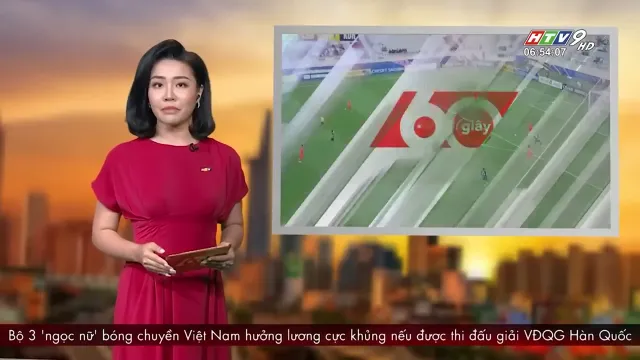 HTV9 HD
06:54:07
60 giây
Bộ 3 'ngọc nữ' bóng chuyền Việt Nam hưởng lương cực khủng nếu được thi đấu giải VĐQG Hàn Quốc